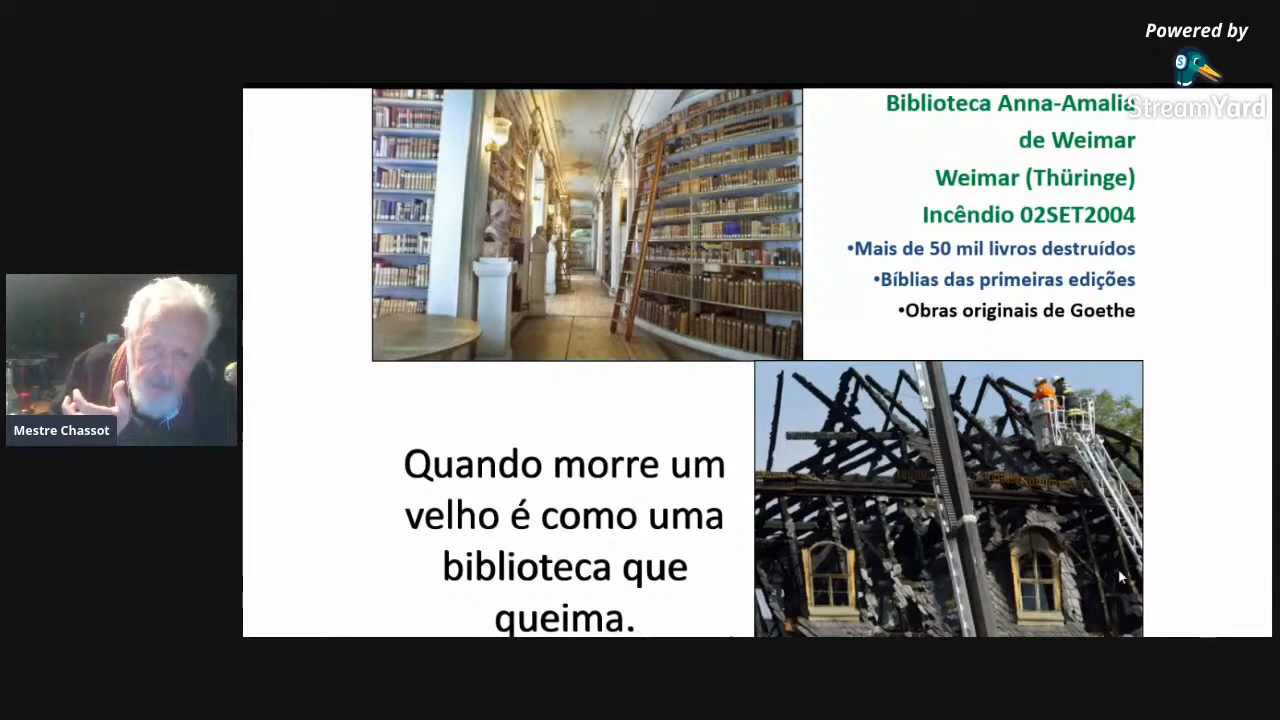 Powered by
S
StreamYard
Biblioteca Anna-Amalia
de Weimar
Weimar (Thüringe)
Incêndio 02SET2004
•Mais de 50 mil livros destruídos
•Bíblias das primeiras edições
•Obras originais de Goethe
Mestre Chassot
Quando morre um
velho é como uma
biblioteca que
queima.